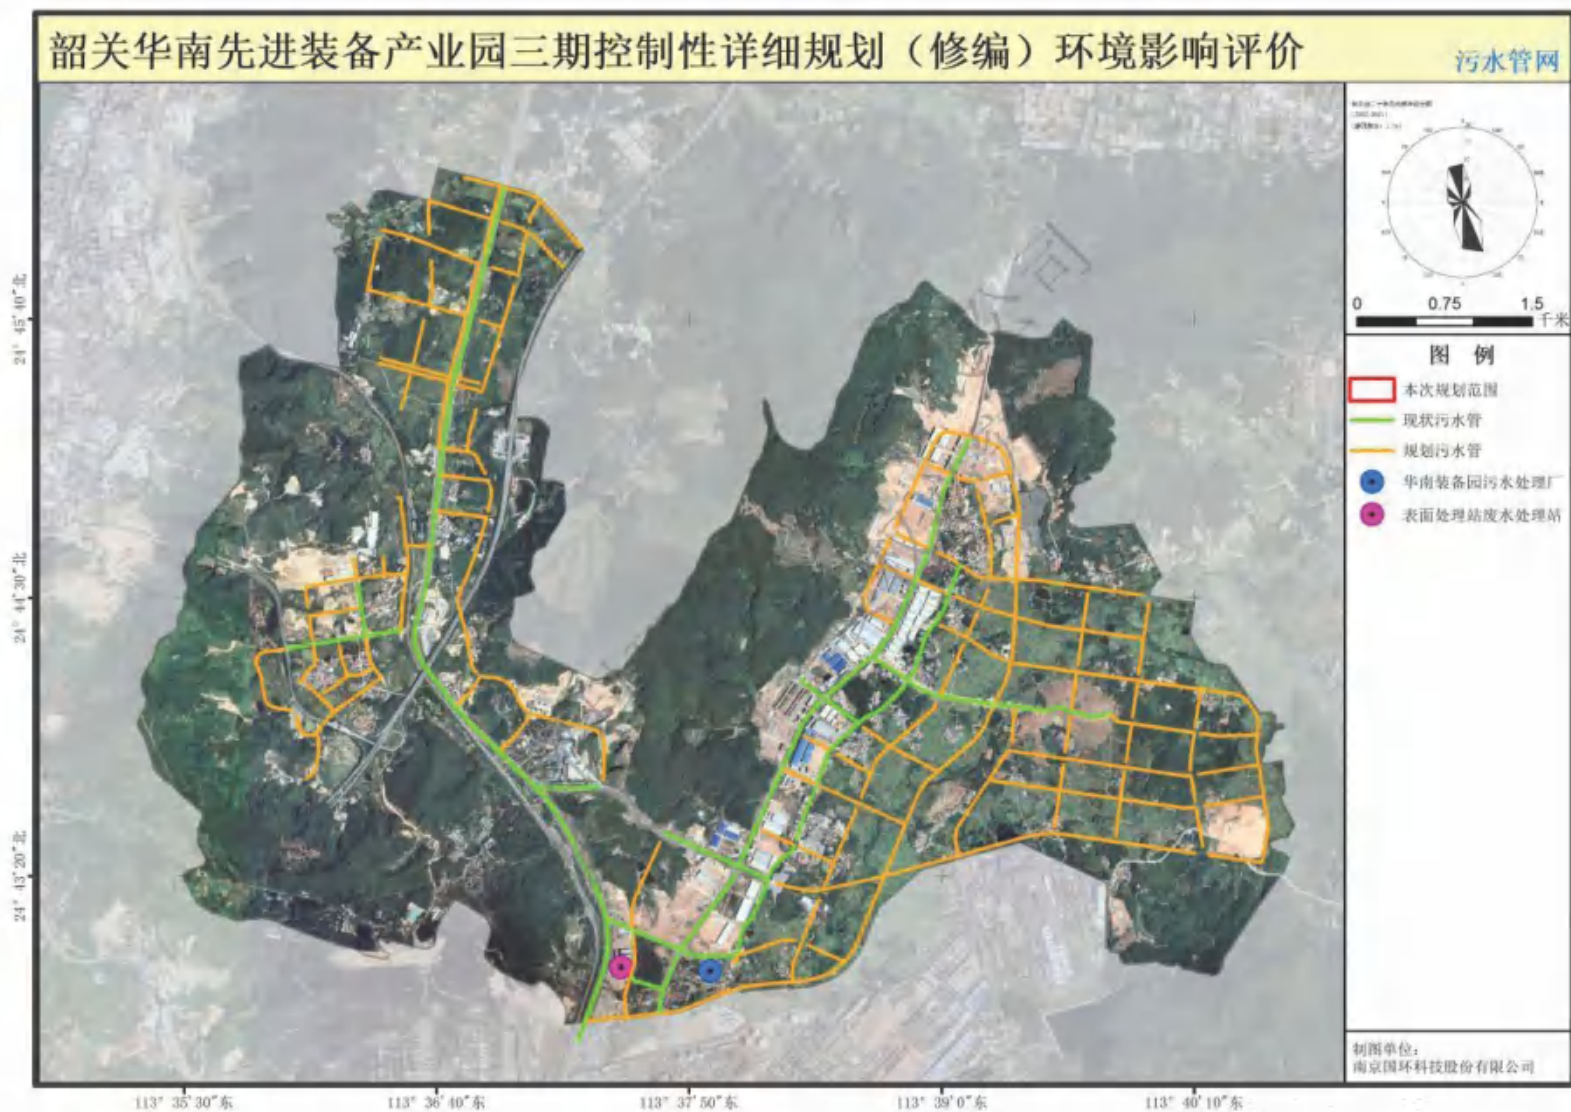 韶关华南先进装备产业园三期控制性详细规划（修编）环境影响评价
污水管网
0 0.75 1.5
千米
图 例
本次规划范围
现状污水管
规划污水管
华南装备园污水处理厂
表面处理站废水处理站
制图单位：
南京国环科技股份有限公司
24° 45′ 40″北
24° 44′ 30″北
24° 43′ 20″北
113° 35′ 30″东 113° 36′ 40″东 113° 37′ 50″东 113° 39′ 0″东 113° 40′ 10″东